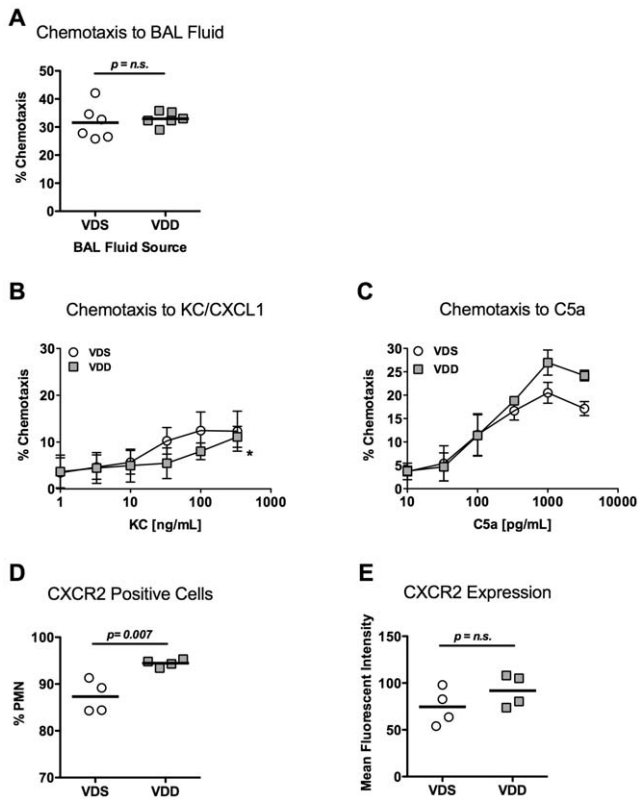 A
Chemotaxis to BAL Fluid
p = n.s.
50
40
30
20
10
0
% Chemotaxis
VDS VDD
BAL Fluid Source
B
Chemotaxis to KC/CXCL1
VDS
VDD
30
20
10
0
% Chemotaxis
1 10 100 1000
KC [ng/mL]
*
C
Chemotaxis to C5a
VDS
VDD
30
25
20
15
10
5
0
% Chemotaxis
10 100 1000 10000
C5a [pg/mL]
D
CXCR2 Positive Cells
p= 0.007
100
90
80
70
% PMN
VDS VDD
E
CXCR2 Expression
p = n.s.
150
100
50
0
Mean Fluorescent Intensity
VDS VDD